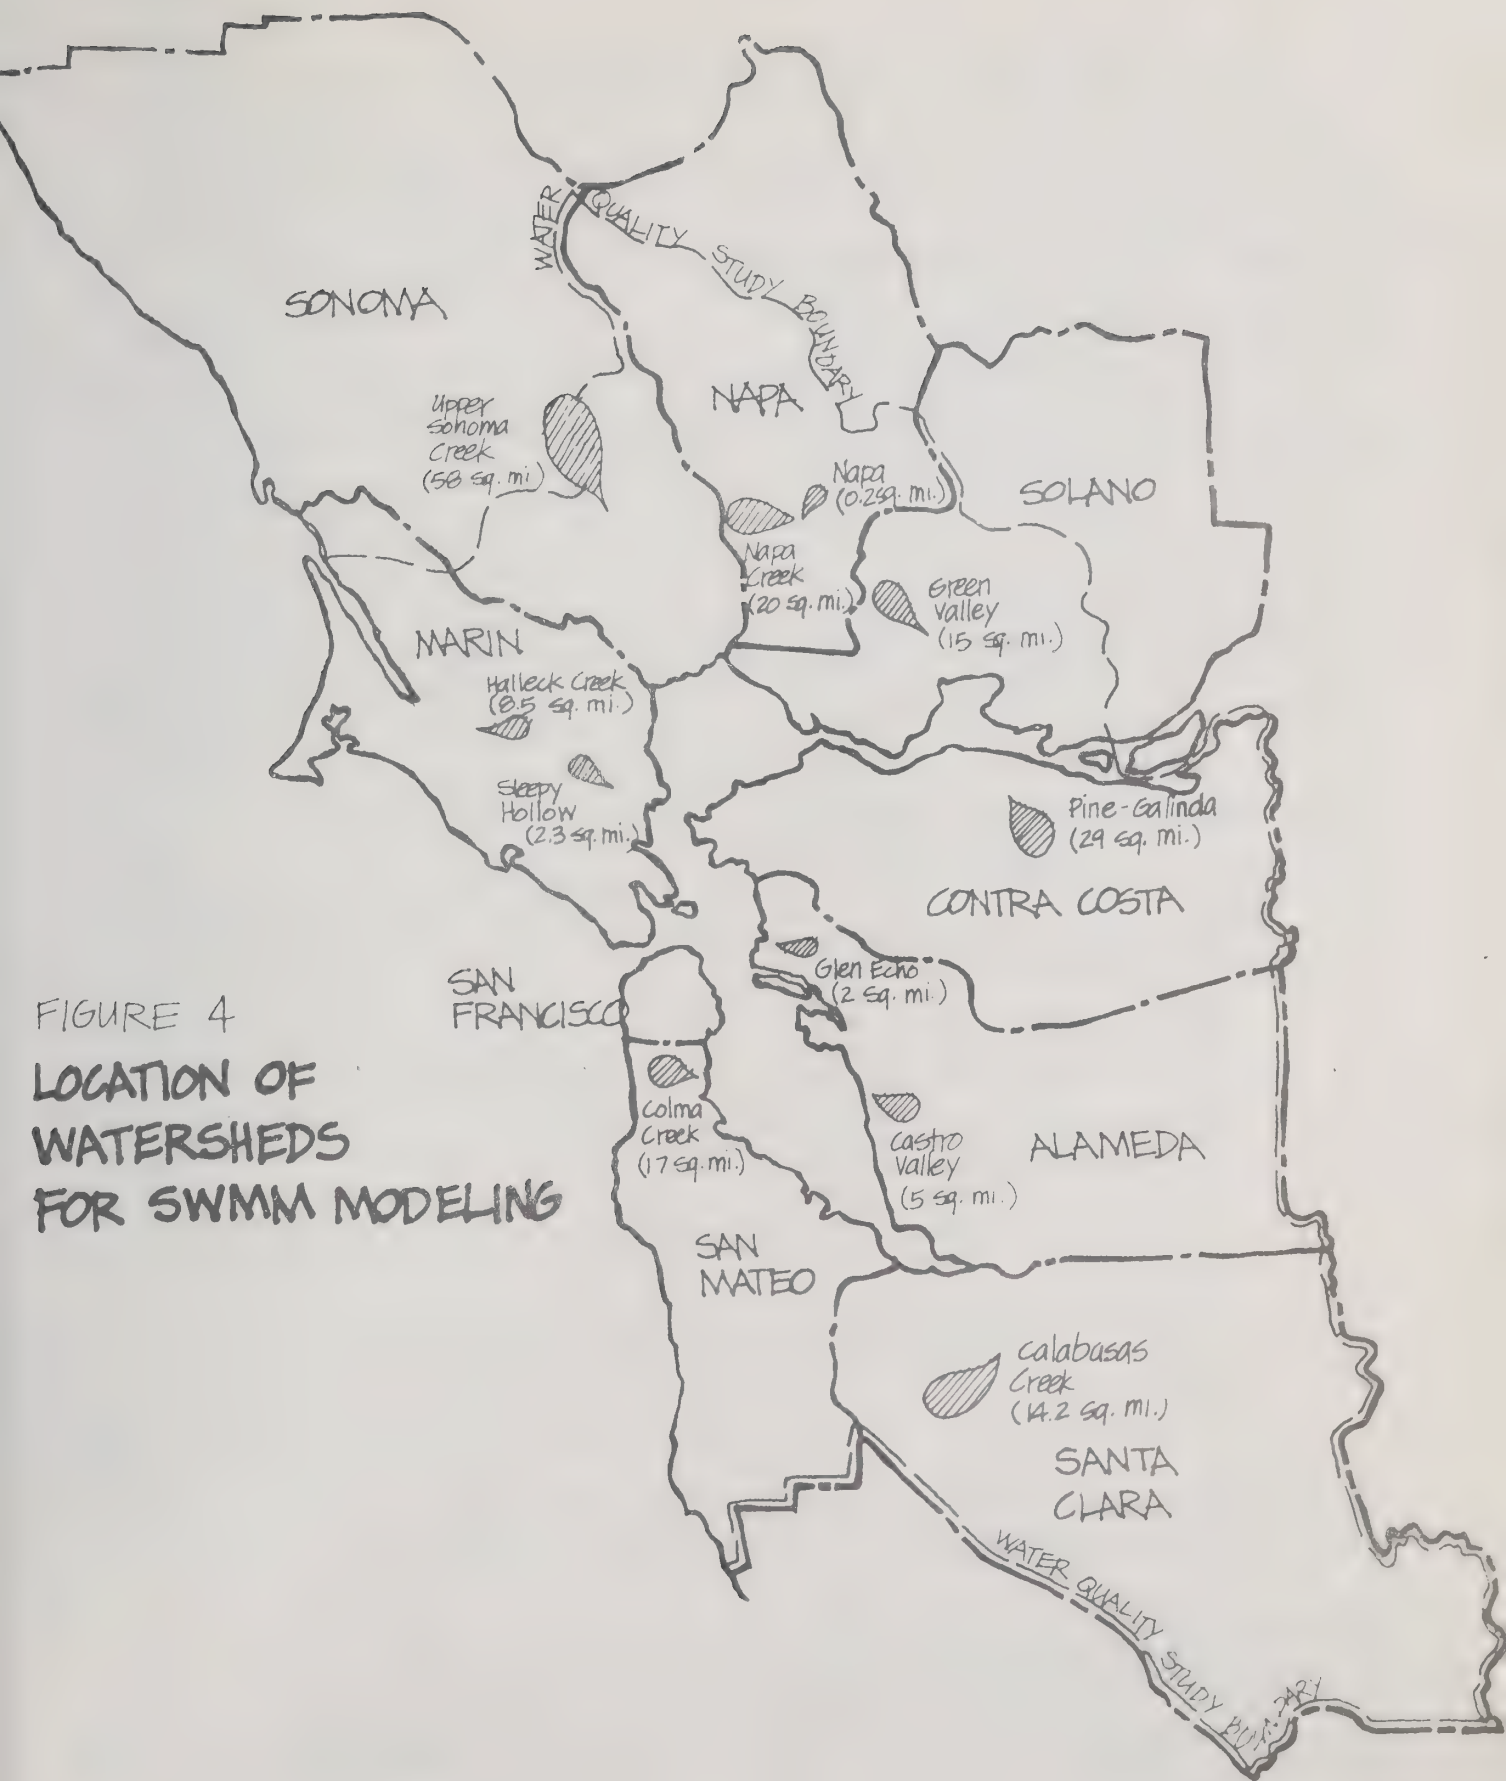 WATER
QUALITY STUDY BOUNDARY
SONOMA
NAPA
Upper
Sonoma
Creek
(58 sq. mi)
Napa
(0.2sq. mi.)
SOLANO
Napa
Creek
(20 sq. mi.)
Green
Valley
(15 sq. mi.)
MARIN
Halleck Creek
(8.5 sq. mi.)
Sleepy
Hollow
(2.3 sq. mi.)
Pine-Galinda
(29 sq. mi.)
CONTRA COSTA
Glen Echo
(2 sq. mi.)
SAN
FRANCISCO
FIGURE 4
LOCATION OF
WATERSHEDS
FOR SWMM MODELING
Colma
Creek
(17 sq. mi.)
Castro
Valley
(5 sq. mi.)
ALAMEDA
SAN
MATEO
Calabasas
Creek
(14.2 sq. mi.)
SANTA
CLARA
WATER QUALITY STUDY